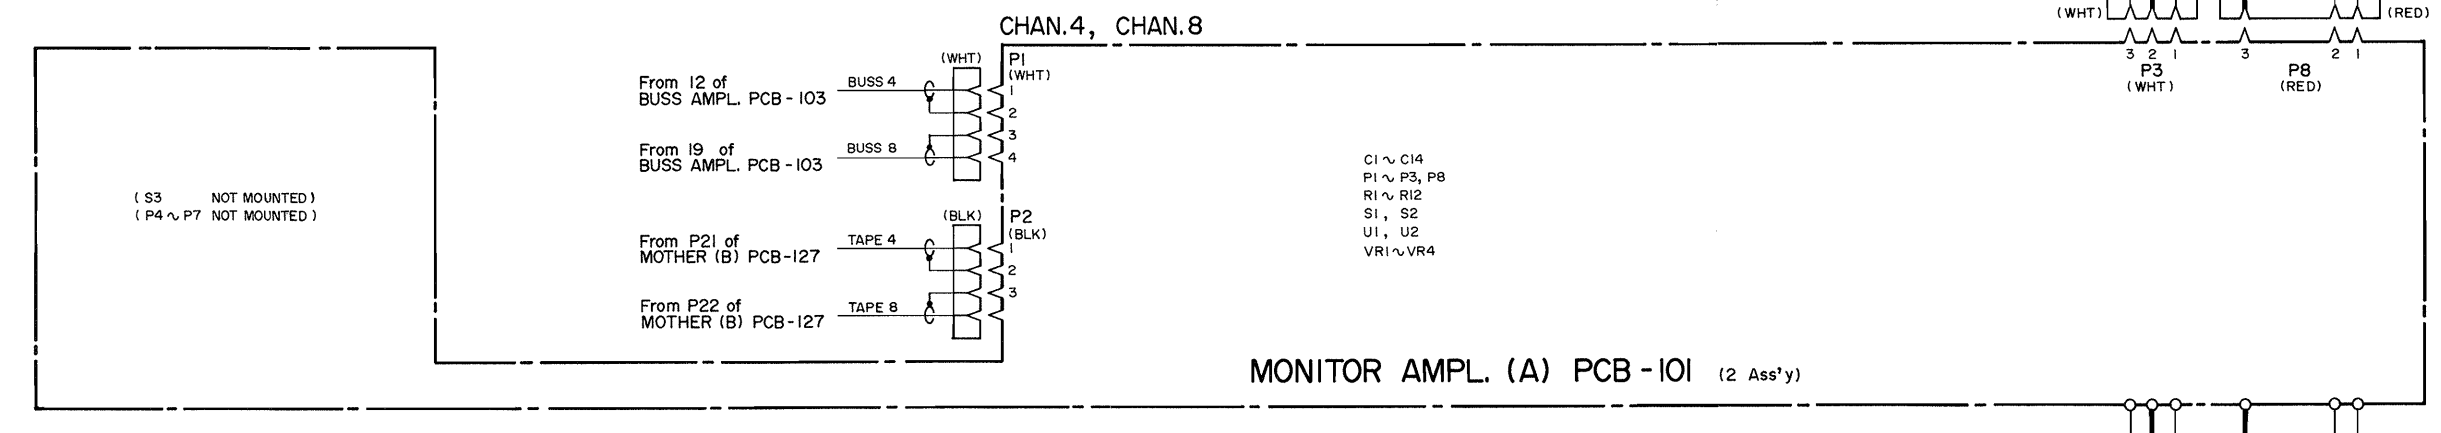 (WHT)
(RED)
CHAN.4, CHAN.8
3 2 1
3 2 1
P3
(WHT)
P8
(RED)
(WHT)
P1
(WHT)
From 12 of
BUSS AMPL. PCB-103
BUSS 4
1
2
3
4
From 19 of
BUSS AMPL. PCB-103
BUSS 8
(S3 NOT MOUNTED)
(P4~P7 NOT MOUNTED)
C1~C14
P1~P3, P8
R1~R12
S1, S2
U1, U2
VR1~VR4
(BLK)
P2
(BLK)
From P21 of
MOTHER (B) PCB-127
TAPE 4
1
2
3
From P22 of
MOTHER (B) PCB-127
TAPE 8
MONITOR AMPL. (A) PCB-101 (2 Ass'y)